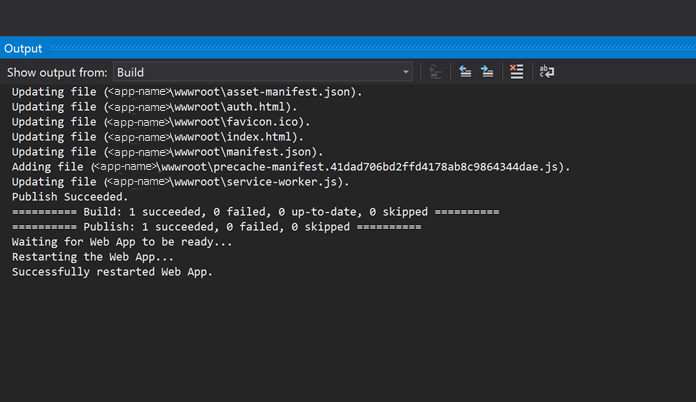 Output
Show output from: Build
Updating file (<app-name>\wwwroot\asset-manifest.json).
Updating file (<app-name>\wwwroot\auth.html).
Updating file (<app-name>\wwwroot\favicon.ico).
Updating file (<app-name>\wwwroot\index.html).
Updating file (<app-name>\wwwroot\manifest.json).
Adding file (<app-name>\wwwroot\precache-manifest.41dad706bd2ffd4178ab8c9864344dae.js).
Updating file (<app-name>\wwwroot\service-worker.js).
Publish Succeeded.
========== Build: 1 succeeded, 0 failed, 0 up-to-date, 0 skipped ==========
========== Publish: 1 succeeded, 0 failed, 0 skipped ==========
Waiting for Web App to be ready...
Restarting the Web App...
Successfully restarted Web App.